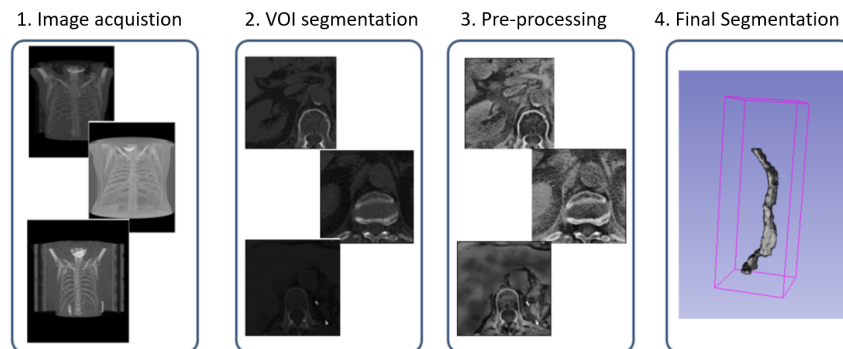 1. Image acquistion
2. VOI segmentation
3. Pre-processing
4. Final Segmentation